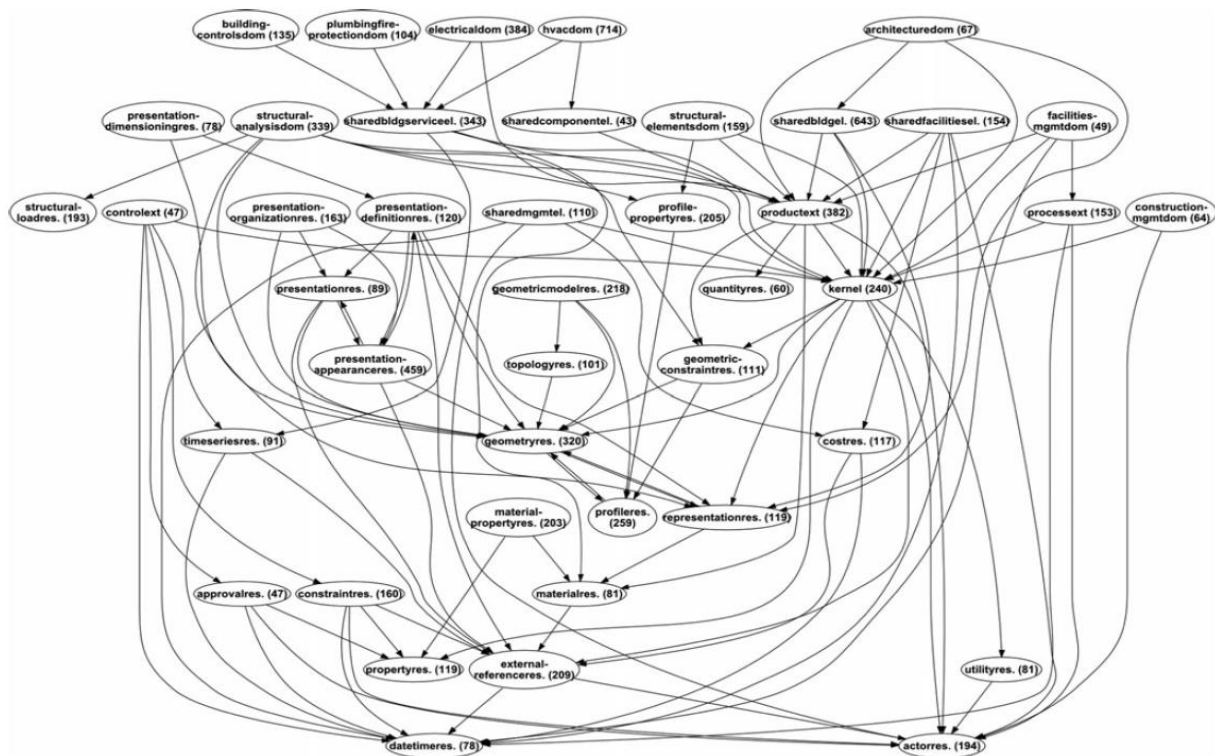 building-
controlsdom (135)
plumbingfire-
protectiondom (104)
electricaldom (384)
hvacdom (714)
architecturedom (67)
presentation-
dimensioningres. (78)
structural-
analysisdom (339)
sharedbldgserviceel. (343)
sharedcomponentel. (43)
structural-
elementsdom (159)
sharedbldgel. (643)
sharedfacilitiesel. (154)
facilities-
mgmtdom (49)
structural-
loadres. (193)
controlext (47)
presentation-
organizationres. (163)
presentation-
definitionres. (120)
sharedmgmtel. (110)
profile-
propertyres. (205)
productext (382)
processext (153)
construction-
mgmtdom (64)
presentationres. (89)
geometricmodelres. (218)
quantityres. (60)
kernel (240)
presentation-
appearanceres. (459)
topologyres. (101)
geometric-
constraintres. (111)
timeseriesres. (91)
geometryres. (320)
costres. (117)
material-
propertyres. (203)
profileres.
(259)
representationres. (119)
approvalres. (47)
constraintres. (160)
materialres. (81)
propertyres. (119)
external-
referenceres. (209)
utilityres. (81)
datetimeres. (78)
actorres. (194)